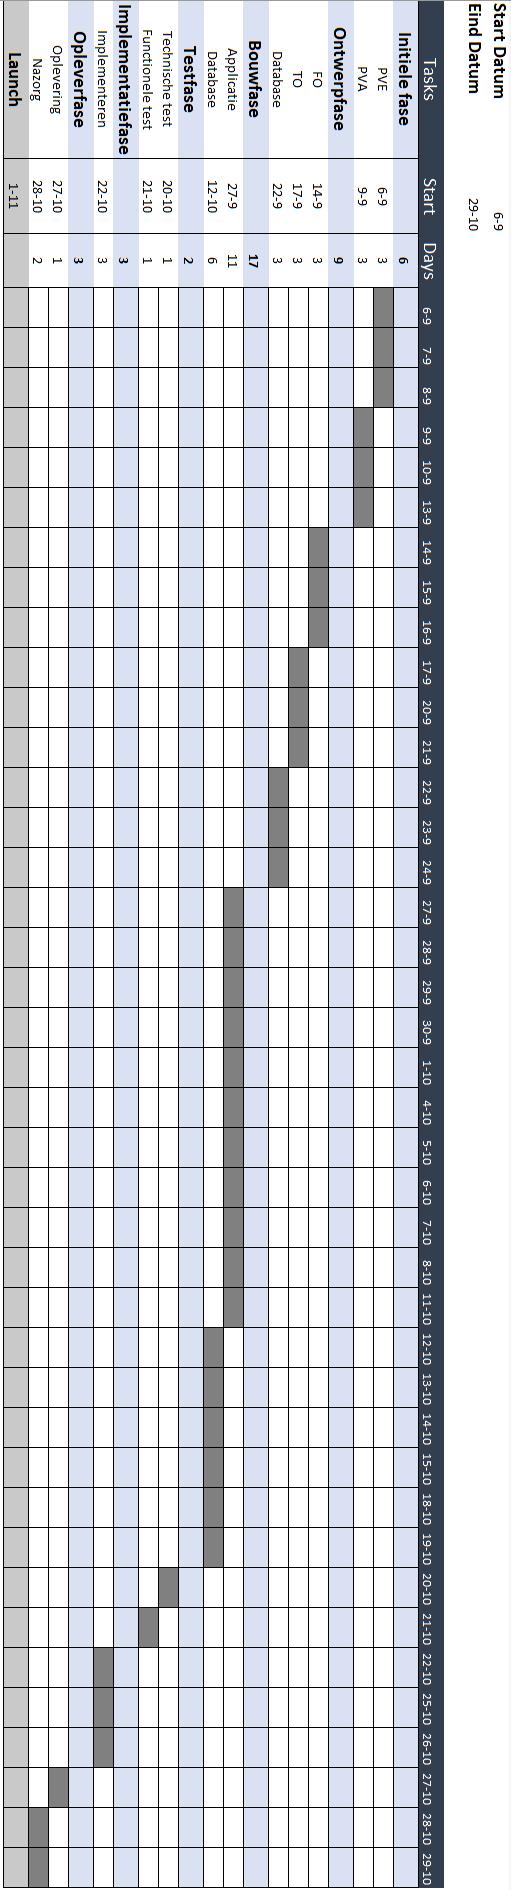 Start Datum 6-9
Eind Datum 29-10
Tasks Start Days 6-9 7-9 8-9 9-9 10-9 13-9 14-9 15-9 16-9 17-9 20-9 21-9 22-9 23-9 24-9 27-9 28-9 29-9 30-9 1-10 4-10 5-10 6-10 7-10 8-10 11-10 12-10 13-10 14-10 15-10 18-10 19-10 20-10 21-10 22-10 25-10 26-10 27-10 28-10 29-10
Initiele fase 6
PVE 6-9 3
PVA 9-9 3
Ontwerpfase 9
FO 14-9 3
TO 17-9 3
Database 22-9 3
Bouwfase 17
Applicatie 27-9 11
Database 12-10 6
Testfase 2
Technische test 20-10 1
Functionele test 21-10 1
Implementatiefase 3
Implementeren 22-10 3
Opleverfase 3
Oplevering 27-10 1
Nazorg 28-10 2
Launch 1-11